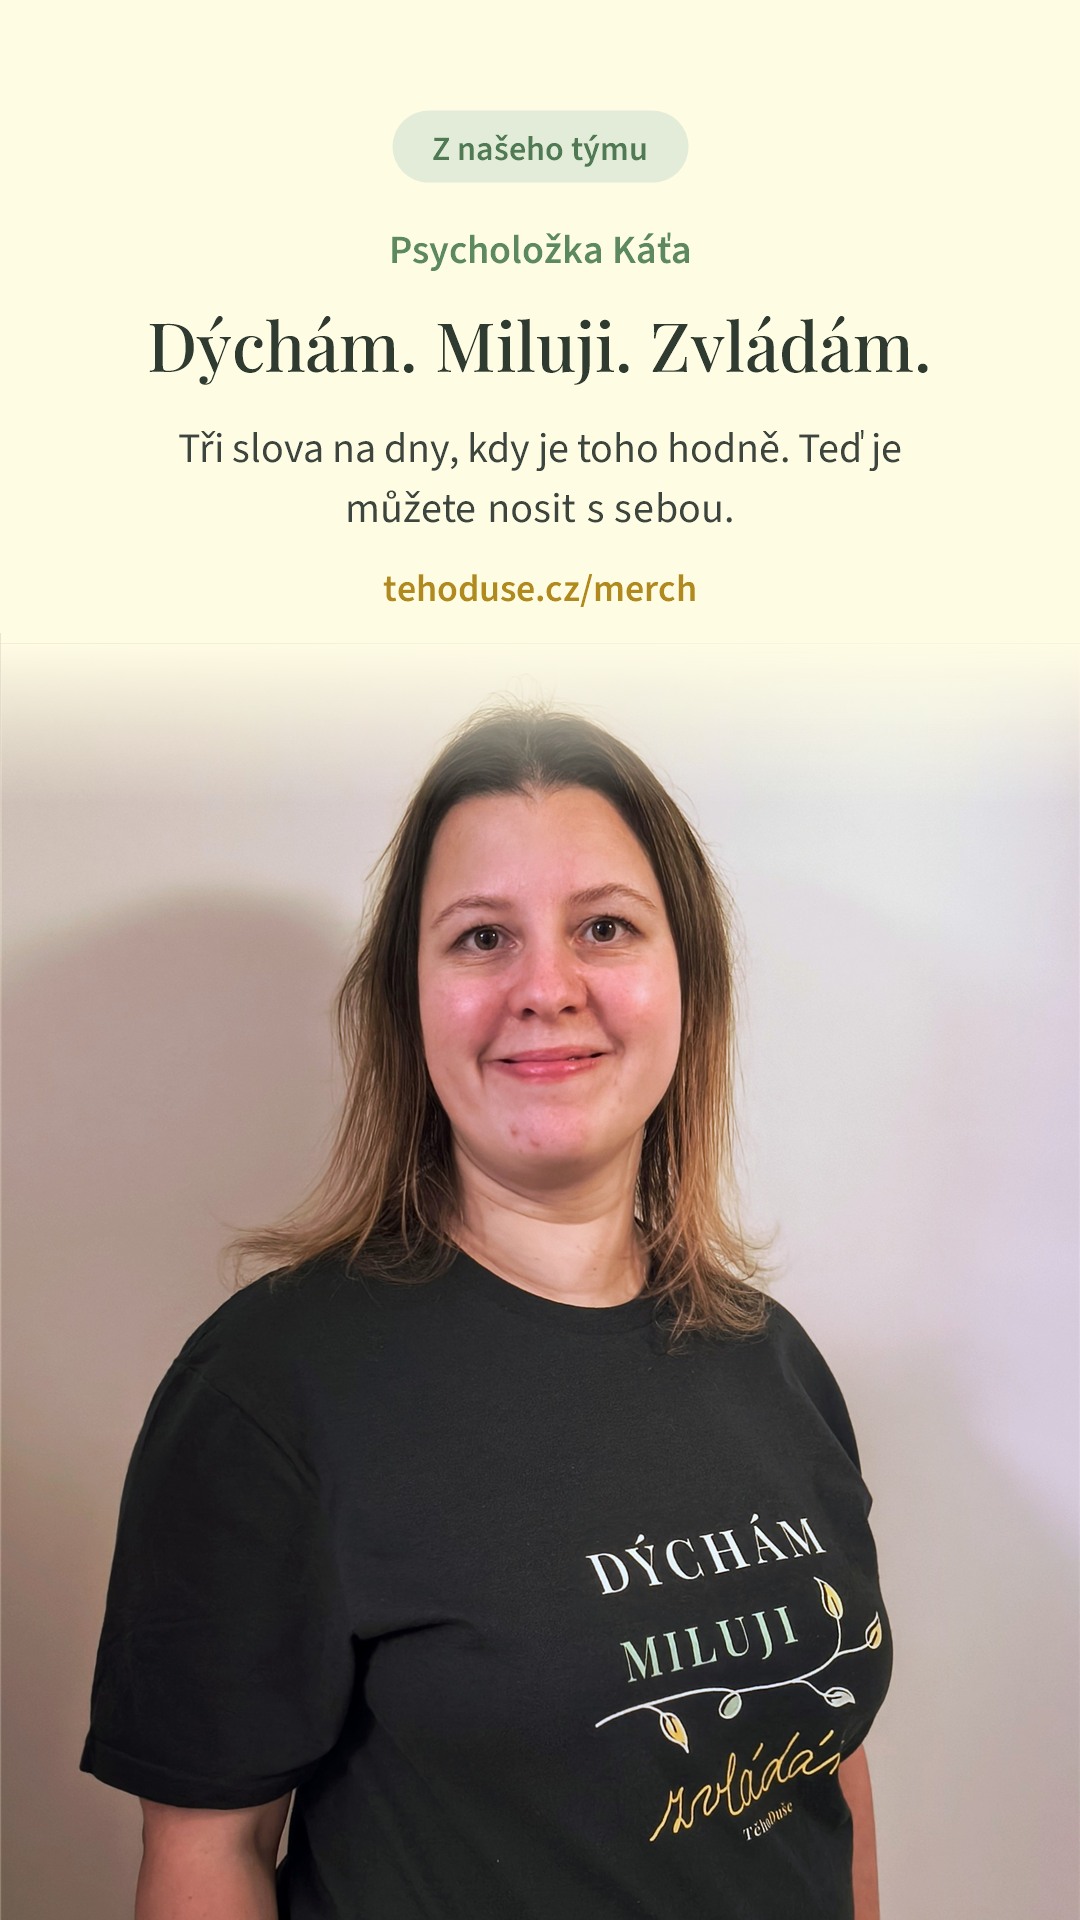 Z našeho týmu
Psycholožka Káťa
Dýchám. Miluji. Zvládám.
Tři slova na dny, kdy je toho hodně. Teď je
můžete nosit s sebou.
tehoduse.cz/merch
DÝCHÁM
MILUJI
TěhoDuše